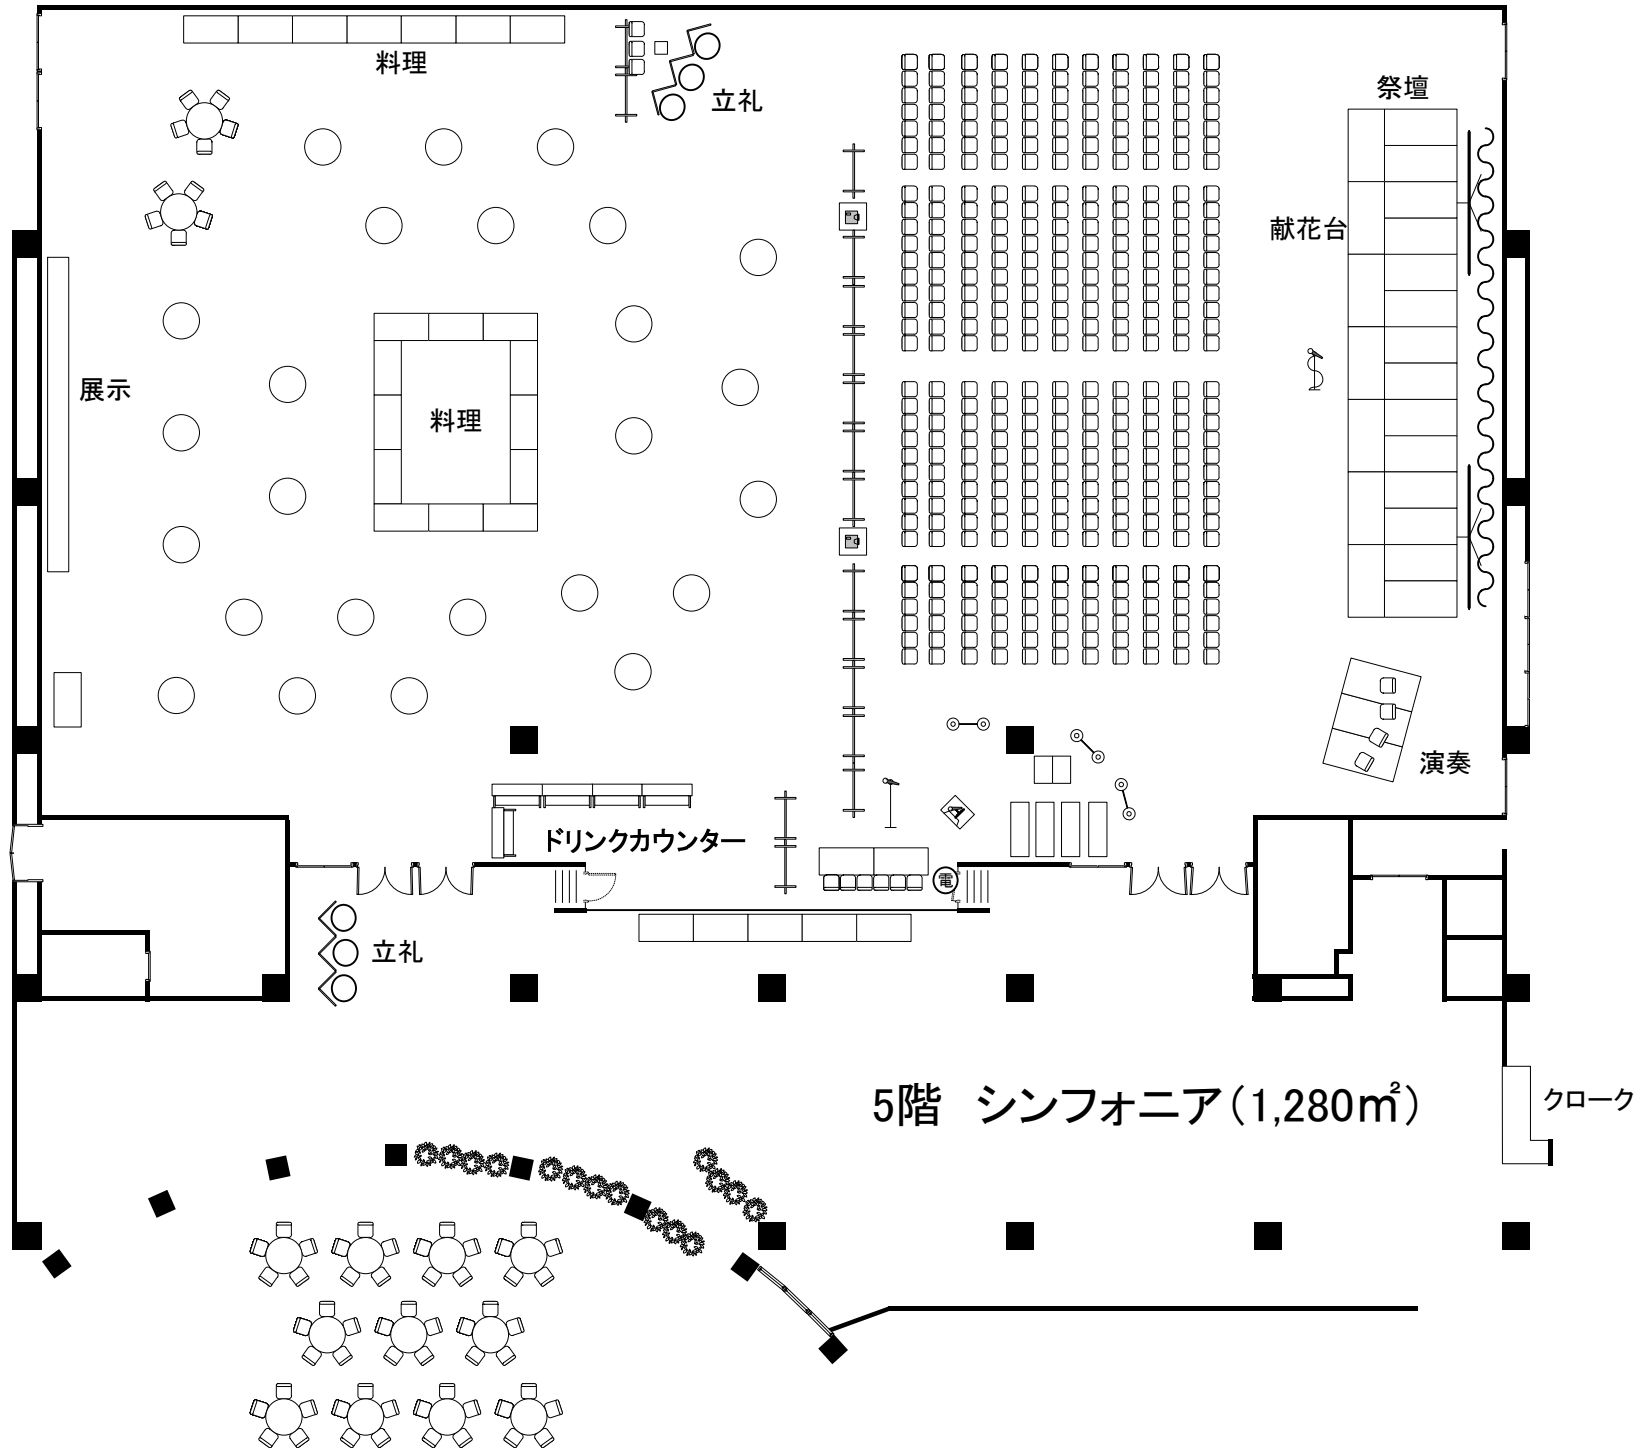 料理
立礼
祭壇
献花台
展示
料理
演奏
ドリンクカウンター
電
立礼
5階　シンフォニア(1,280㎡)
クローク